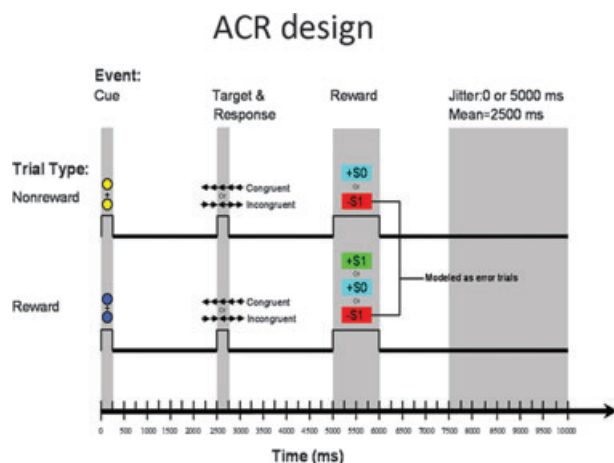 ACR design
Event:
Cue
Target &
Response
Reward
Jitter:0 or 5000 ms
Mean=2500 ms
Trial Type:
Nonreward
+
Congruent
Or
Incongruent
+$0
Or
-$1
Modeled as error trials
Reward
+
Congruent
Or
Incongruent
+$1
Or
+$0
Or
-$1
0 500 1000 1500 2000 2500 3000 3500 4000 4500 5000 5500 6000 6500 7000 7500 8000 8500 9000 9500 10000
Time (ms)